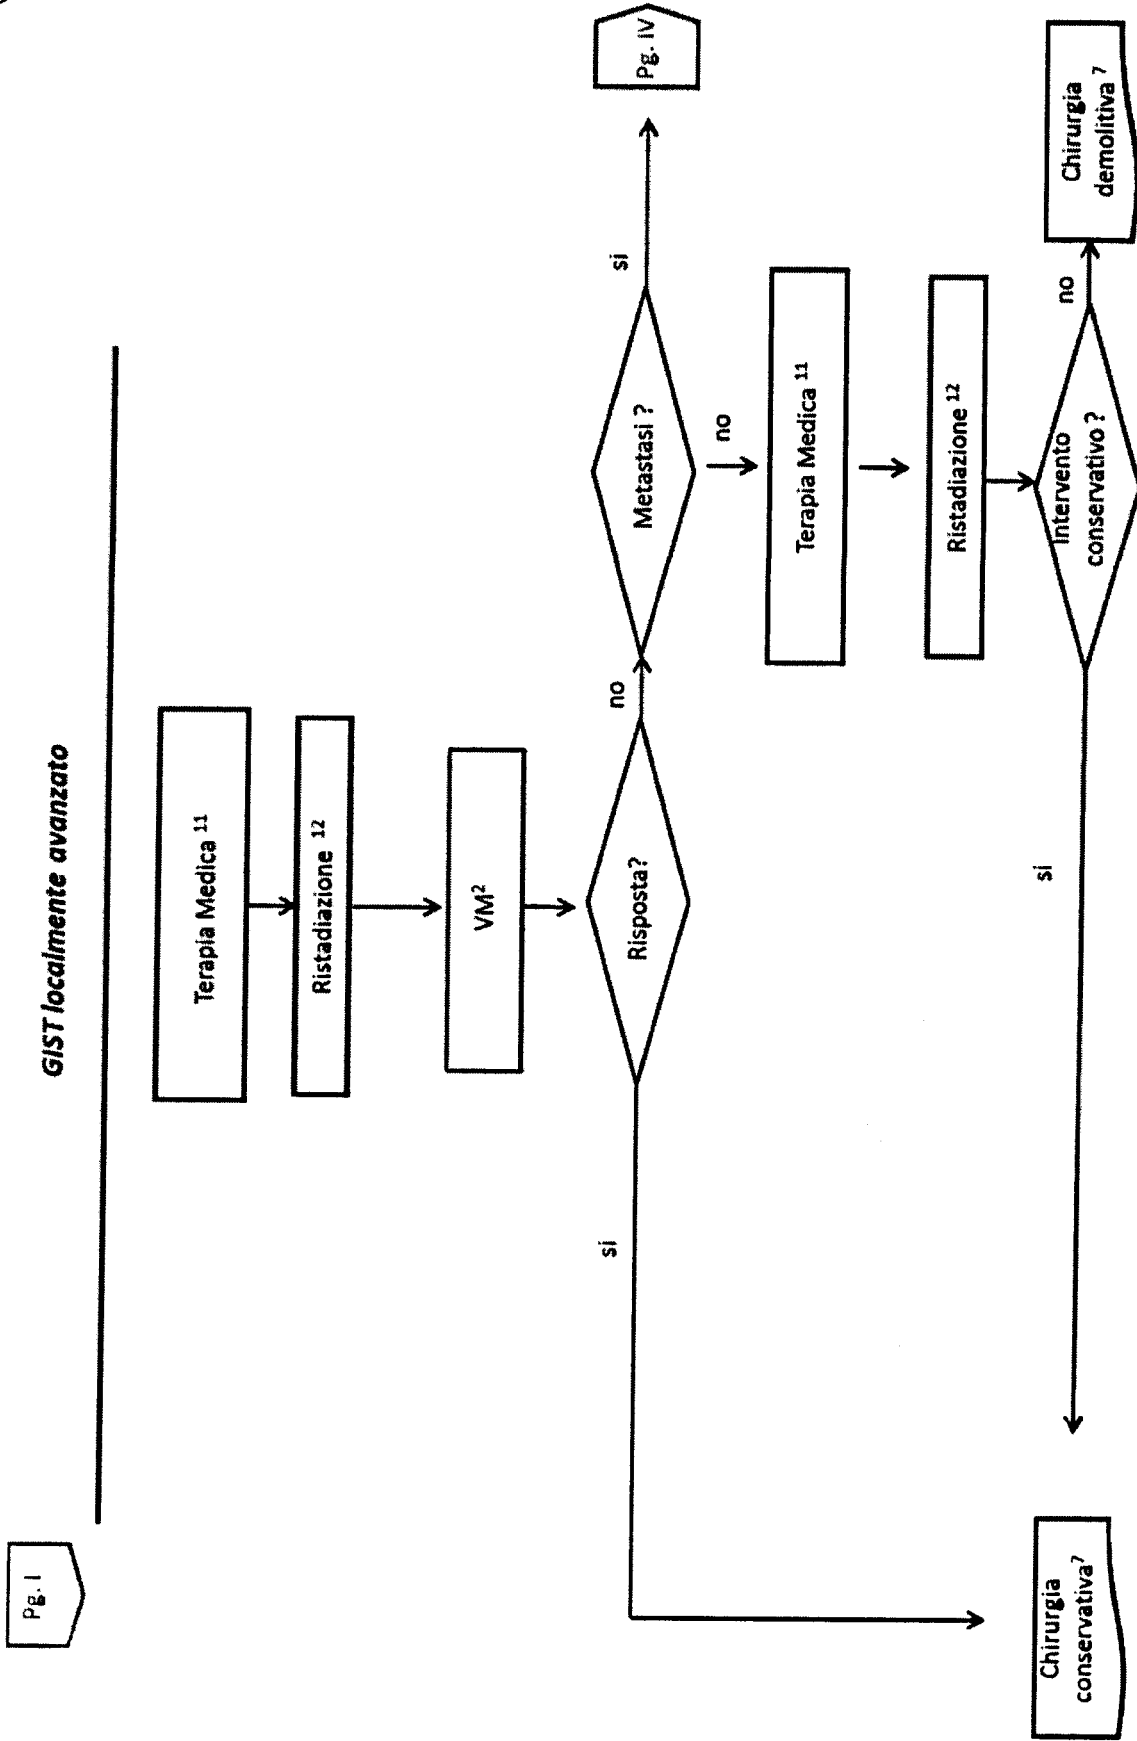 Pg. I
GIST localmente avanzato
Terapia Medica 11
Ristadiazione 12
VM2
Risposta?
si
no
Metastasi ?
si
Pg. IV
no
Terapia Medica 11
Ristadiazione 12
Intervento
conservativo ?
si
no
Chirurgia
conservativa7
Chirurgia
demolitiva 7